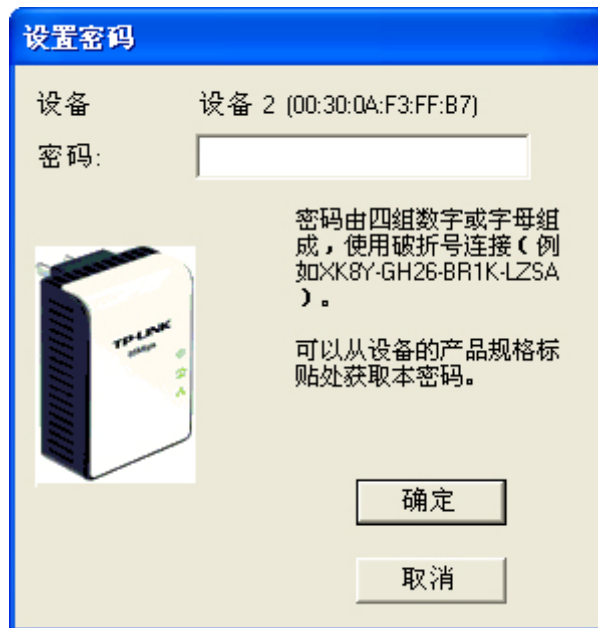 设置密码
设备 设备 2 (00:30:0A:F3:FF:B7)
密码:
密码由四组数字或字母组
成，使用破折号连接（例
如XK8Y-GH26-BR1K-LZSA
）。
可以从设备的产品规格标
贴处获取本密码。
TP-LINK
确定
取消